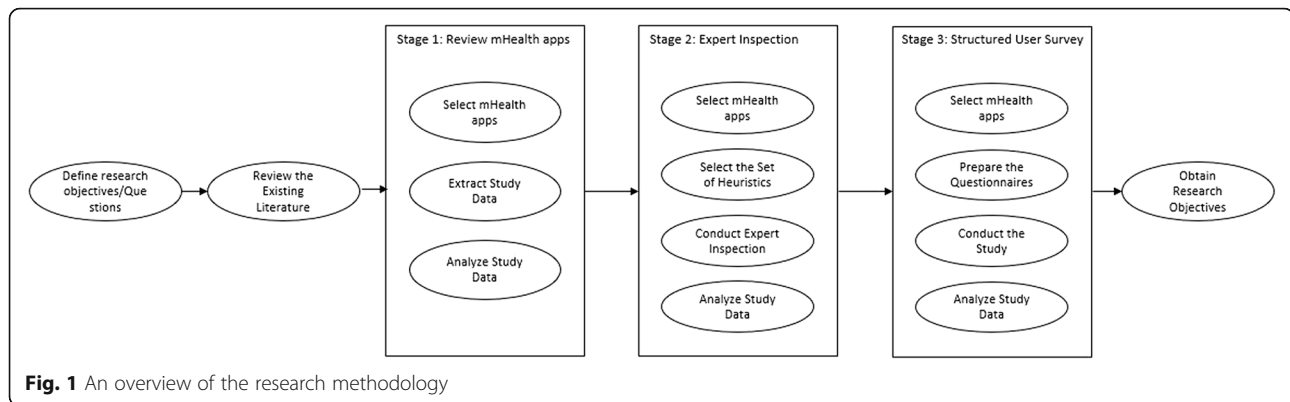 Define research
objectives/Que
stions
Review the
Existing
Literature
Stage 1: Review mHealth apps
Select mHealth
apps
Extract Study
Data
Analyze Study
Data
Stage 2: Expert Inspection
Select mHealth
apps
Select the Set
of Heuristics
Conduct Expert
Inspection
Analyze Study
Data
Stage 3: Structured User Survey
Select mHealth
apps
Prepare the
Questionnaires
Conduct the
Study
Analyze Study
Data
Obtain
Research
Objectives
Fig. 1 An overview of the research methodology